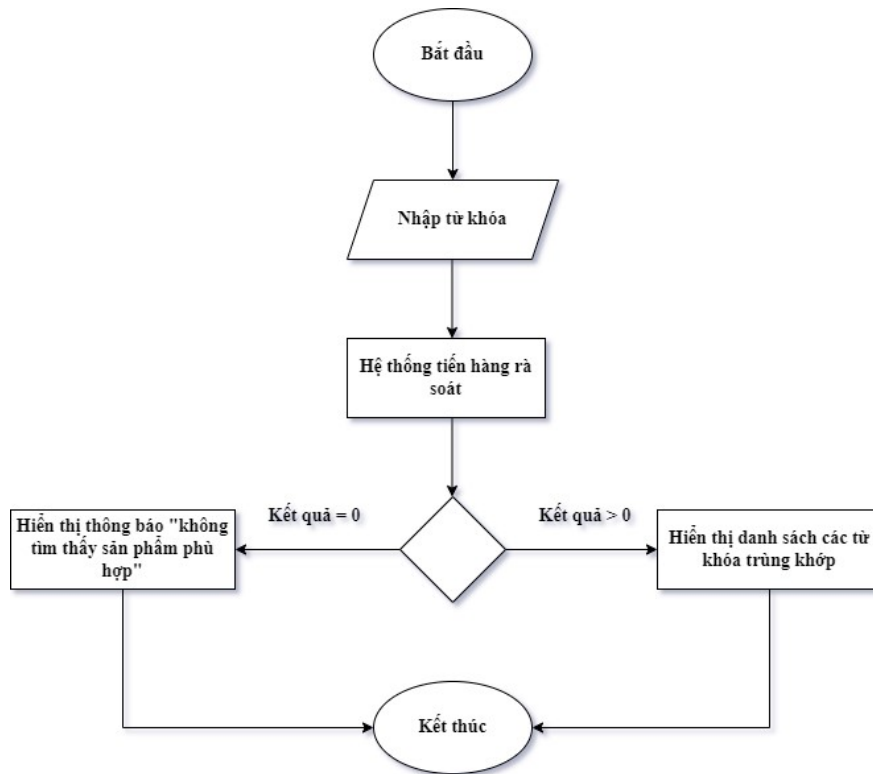 Bắt đầu
Nhập từ khóa
Hệ thống tiến hàng rà
soát
Kết quả = 0
Kết quả > 0
Hiển thị thông báo "không
tìm thấy sản phẩm phù
hợp"
Hiển thị danh sách các từ
khóa trùng khớp
Kết thúc